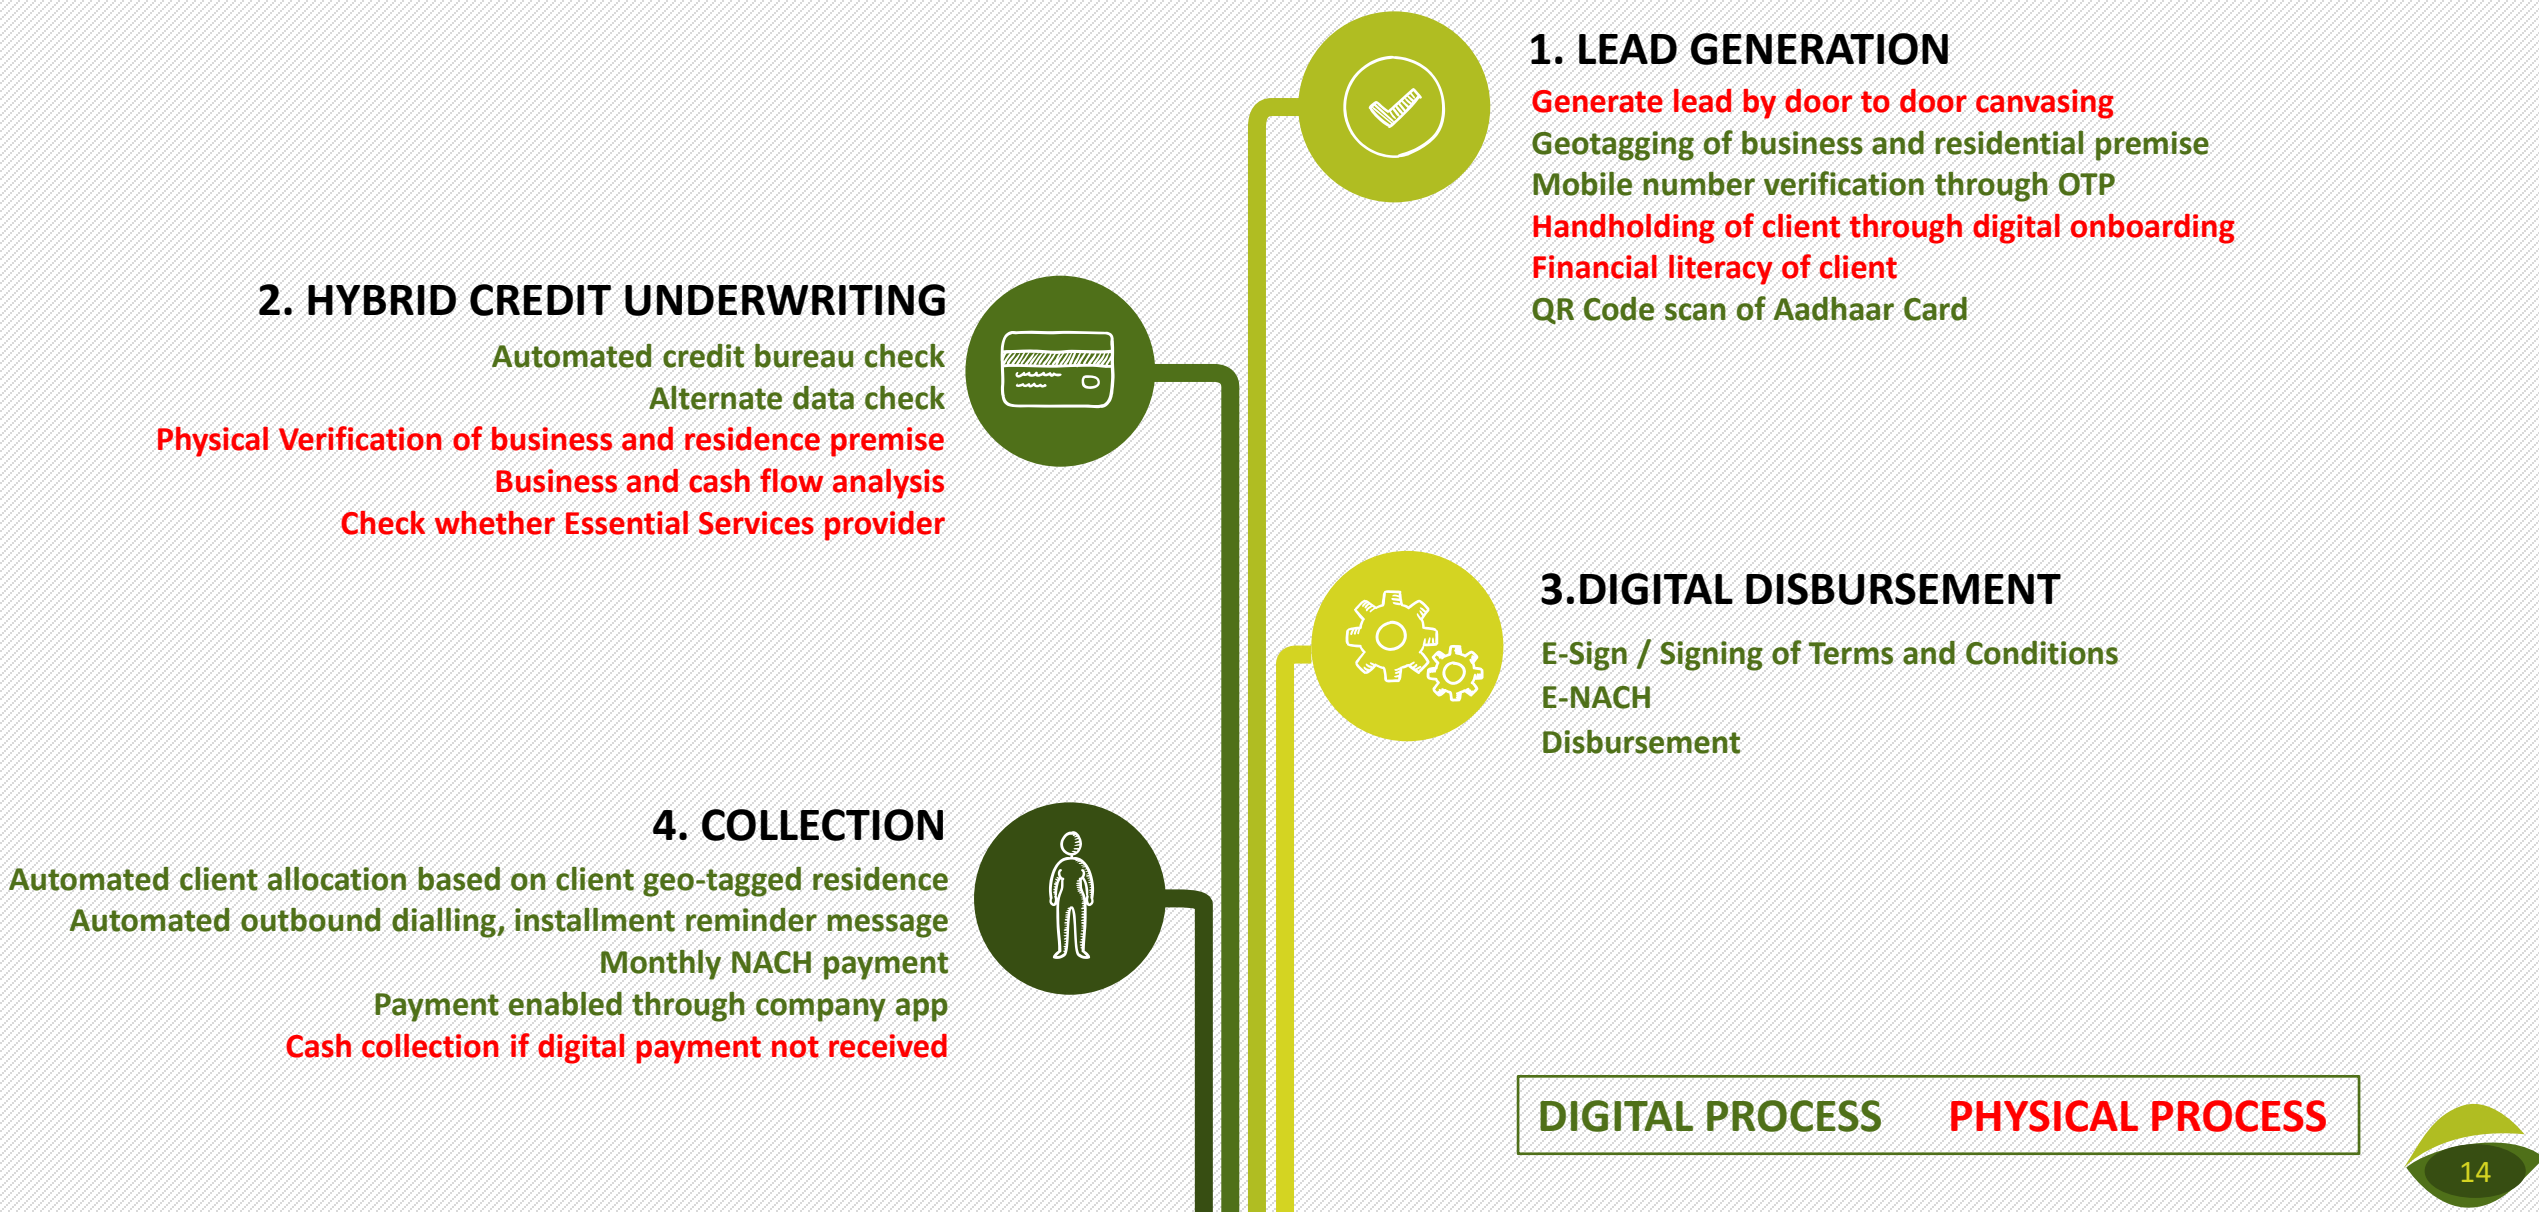 1. LEAD GENERATION
Generate lead by door to door canvasing
Geotagging of business and residential premise
Mobile number verification through OTP
Handholding of client through digital onboarding
Financial literacy of client
QR Code scan of Aadhaar Card
2. HYBRID CREDIT UNDERWRITING
Automated credit bureau check
Alternate data check
Physical Verification of business and residence premise
Business and cash flow analysis
Check whether Essential Services provider
3.DIGITAL DISBURSEMENT
E-Sign / Signing of Terms and Conditions
E-NACH
Disbursement
4. COLLECTION
Automated client allocation based on client geo-tagged residence
Automated outbound dialling, installment reminder message
Monthly NACH payment
Payment enabled through company app
Cash collection if digital payment not received
DIGITAL PROCESS PHYSICAL PROCESS
14